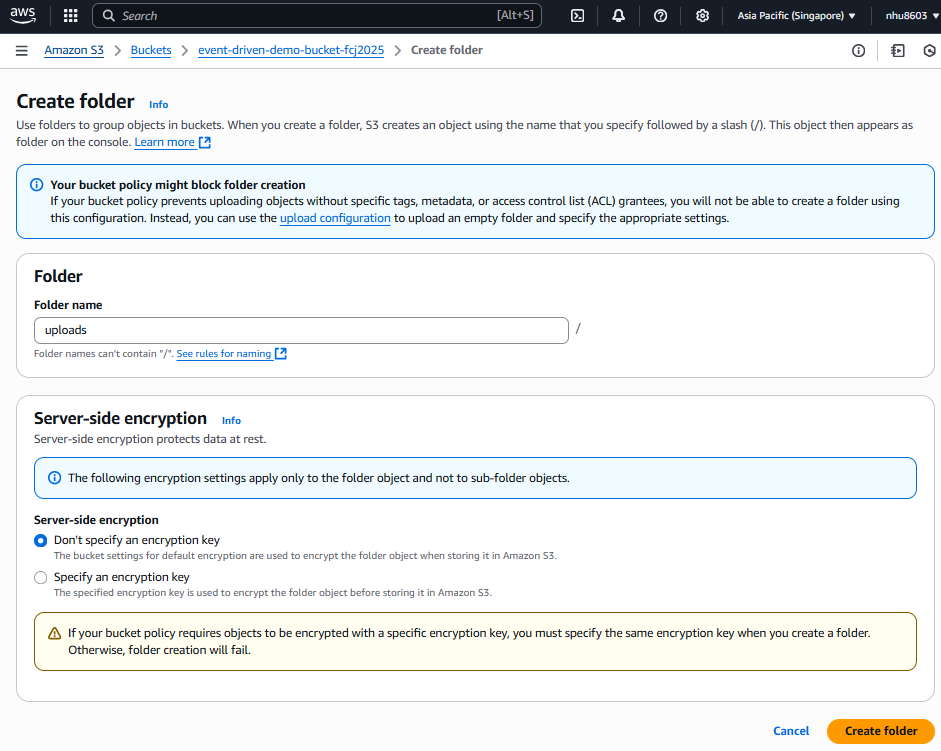 aws
Search [Alt+S]
Asia Pacific (Singapore) ▼ nhu8603 ▼
Amazon S3 > Buckets > event-driven-demo-bucket-fcj2025 > Create folder
Create folder Info
Use folders to group objects in buckets. When you create a folder, S3 creates an object using the name that you specify followed by a slash (/). This object then appears as
folder on the console. Learn more
Your bucket policy might block folder creation
If your bucket policy prevents uploading objects without specific tags, metadata, or access control list (ACL) grantees, you will not be able to create a folder using
this configuration. Instead, you can use the upload configuration to upload an empty folder and specify the appropriate settings.
Folder
Folder name
uploads /
Folder names can't contain "/". See rules for naming
Server-side encryption Info
Server-side encryption protects data at rest.
The following encryption settings apply only to the folder object and not to sub-folder objects.
Server-side encryption
Don't specify an encryption key
The bucket settings for default encryption are used to encrypt the folder object when storing it in Amazon S3.
Specify an encryption key
The specified encryption key is used to encrypt the folder object before storing it in Amazon S3.
If your bucket policy requires objects to be encrypted with a specific encryption key, you must specify the same encryption key when you create a folder.
Otherwise, folder creation will fail.
Cancel Create folder